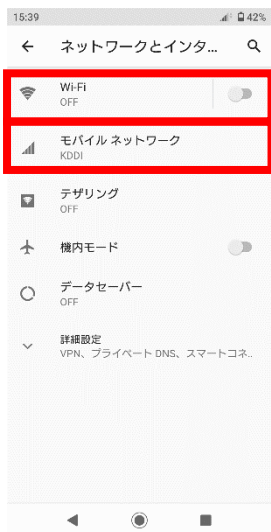 15:39
42%
ネットワークとインタ...
Wi-Fi
OFF
モバイル ネットワーク
KDDI
テザリング
OFF
機内モード
データセーバー
OFF
詳細設定
VPN、プライベート DNS、スマートコネ..